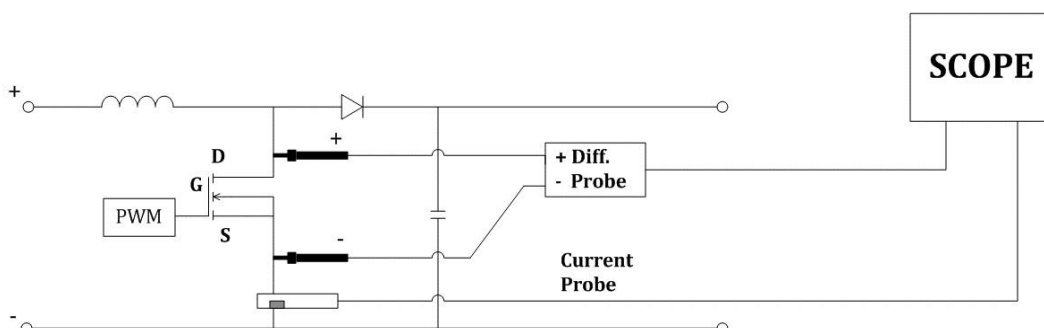 SCOPE
+
+
D
+ Diff.
- Probe
G
PWM
S
-
Current
Probe
-